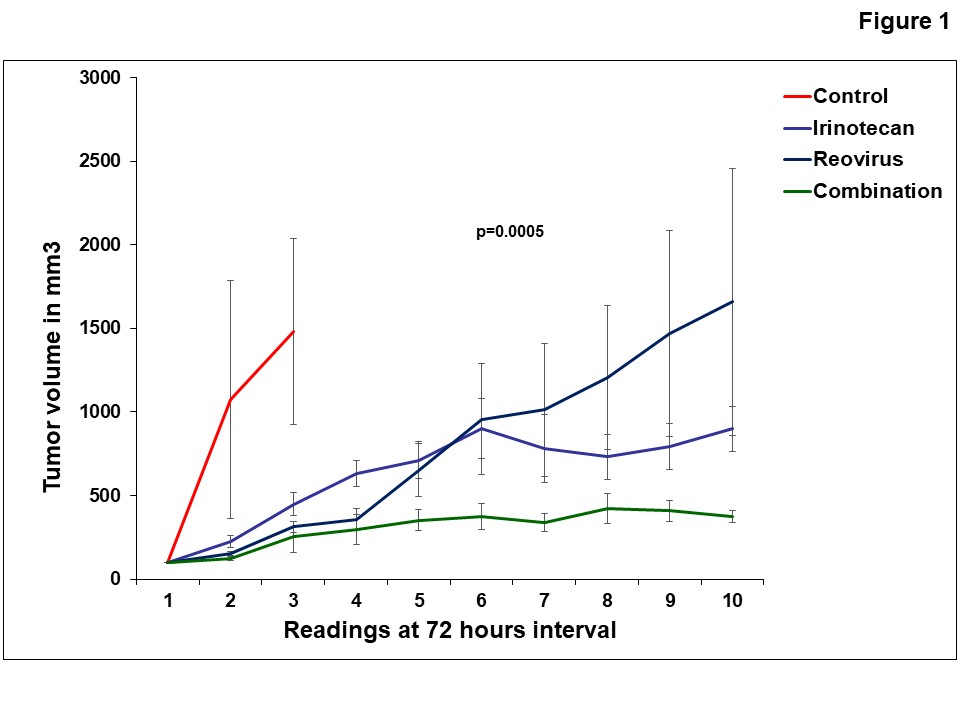 Figure 1
3000
2500
2000
1500
1000
500
0
Tumor volume in mm3
p=0.0005
Control
Irinotecan
Reovirus
Combination
1 2 3 4 5 6 7 8 9 10
Readings at 72 hours interval